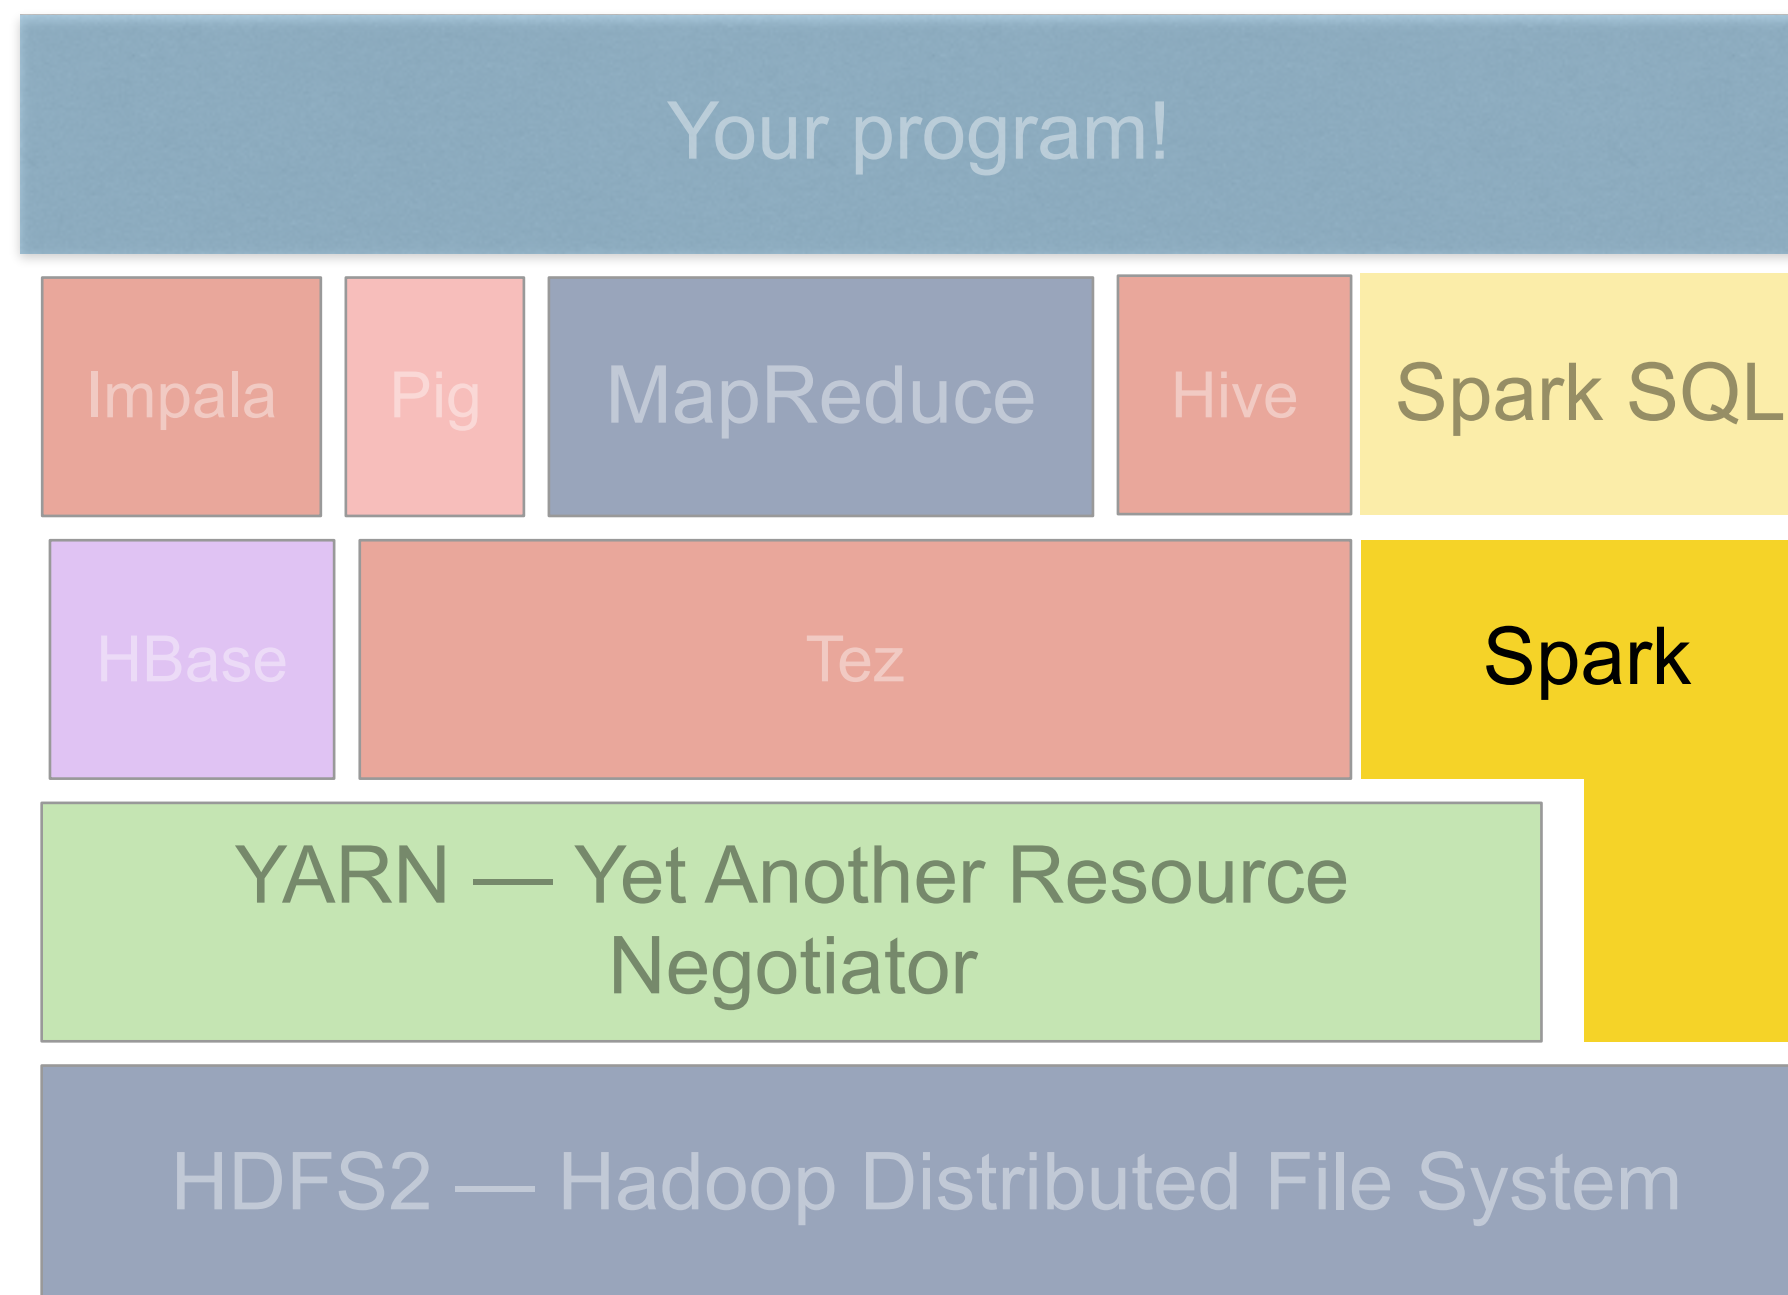 Your program!
Impala
Pig
MapReduce
Hive
Spark SQL
HBase
Tez
Spark
YARN — Yet Another Resource
Negotiator
HDFS2 — Hadoop Distributed File System